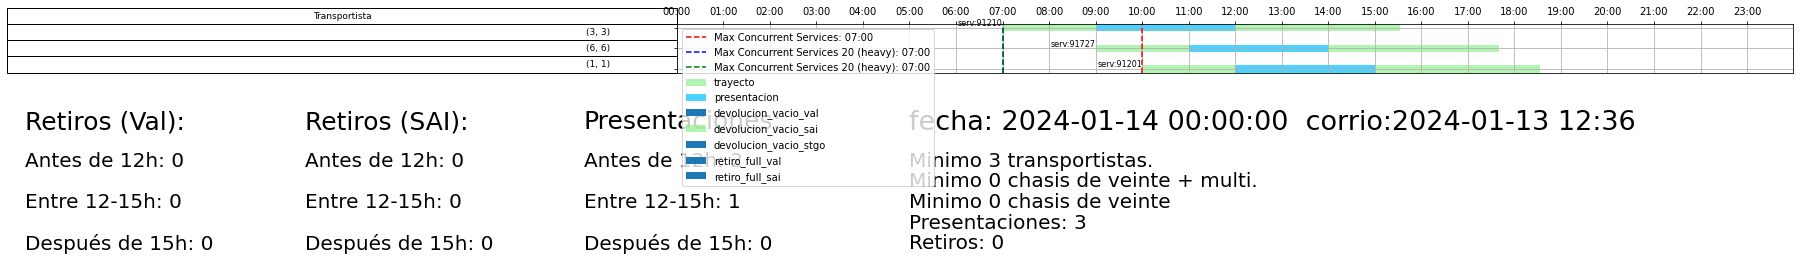 Transportista
00:00 01:00 02:00 03:00 04:00 05:00 06:00 07:00 08:00 09:00 10:00 11:00 12:00 13:00 14:00 15:00 16:00 17:00 18:00 19:00 20:00 21:00 22:00 23:00
(3, 3)
(6, 6)
(1, 1)
serv:91210
serv:91727
serv:91201
Max Concurrent Services: 07:00
Max Concurrent Services 20 (heavy): 07:00
Max Concurrent Services 20 (heavy): 07:00
trayecto
presentacion
devolucion_vacio_val
devolucion_vacio_sai
devolucion_vacio_stgo
retiro_full_val
retiro_full_sai
Retiros (Val):
Antes de 12h: 0
Entre 12-15h: 0
Después de 15h: 0
Retiros (SAI):
Antes de 12h: 0
Entre 12-15h: 0
Después de 15h: 0
Presentaciones:
Antes de 12h: 2
Entre 12-15h: 1
Después de 15h: 0
fecha: 2024-01-14 00:00:00 corrio:2024-01-13 12:36
Minimo 3 transportistas.
Minimo 0 chasis de veinte + multi.
Minimo 0 chasis de veinte
Presentaciones: 3
Retiros: 0